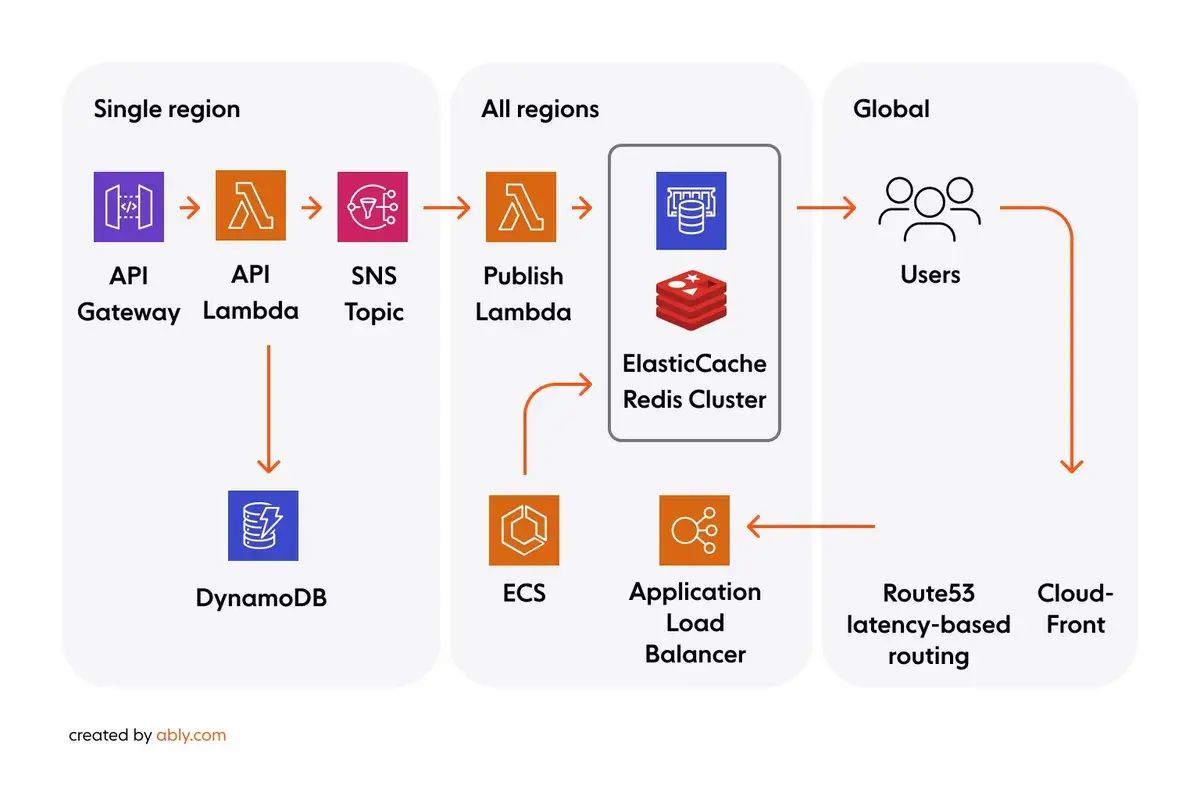 Single region
All regions
Global
API
Gateway
API
Lambda
SNS
Topic
Publish
Lambda
ElasticCache
Redis Cluster
Users
DynamoDB
ECS
Application
Load
Balancer
Route53
latency-based
routing
Cloud-
Front
created by ably.com